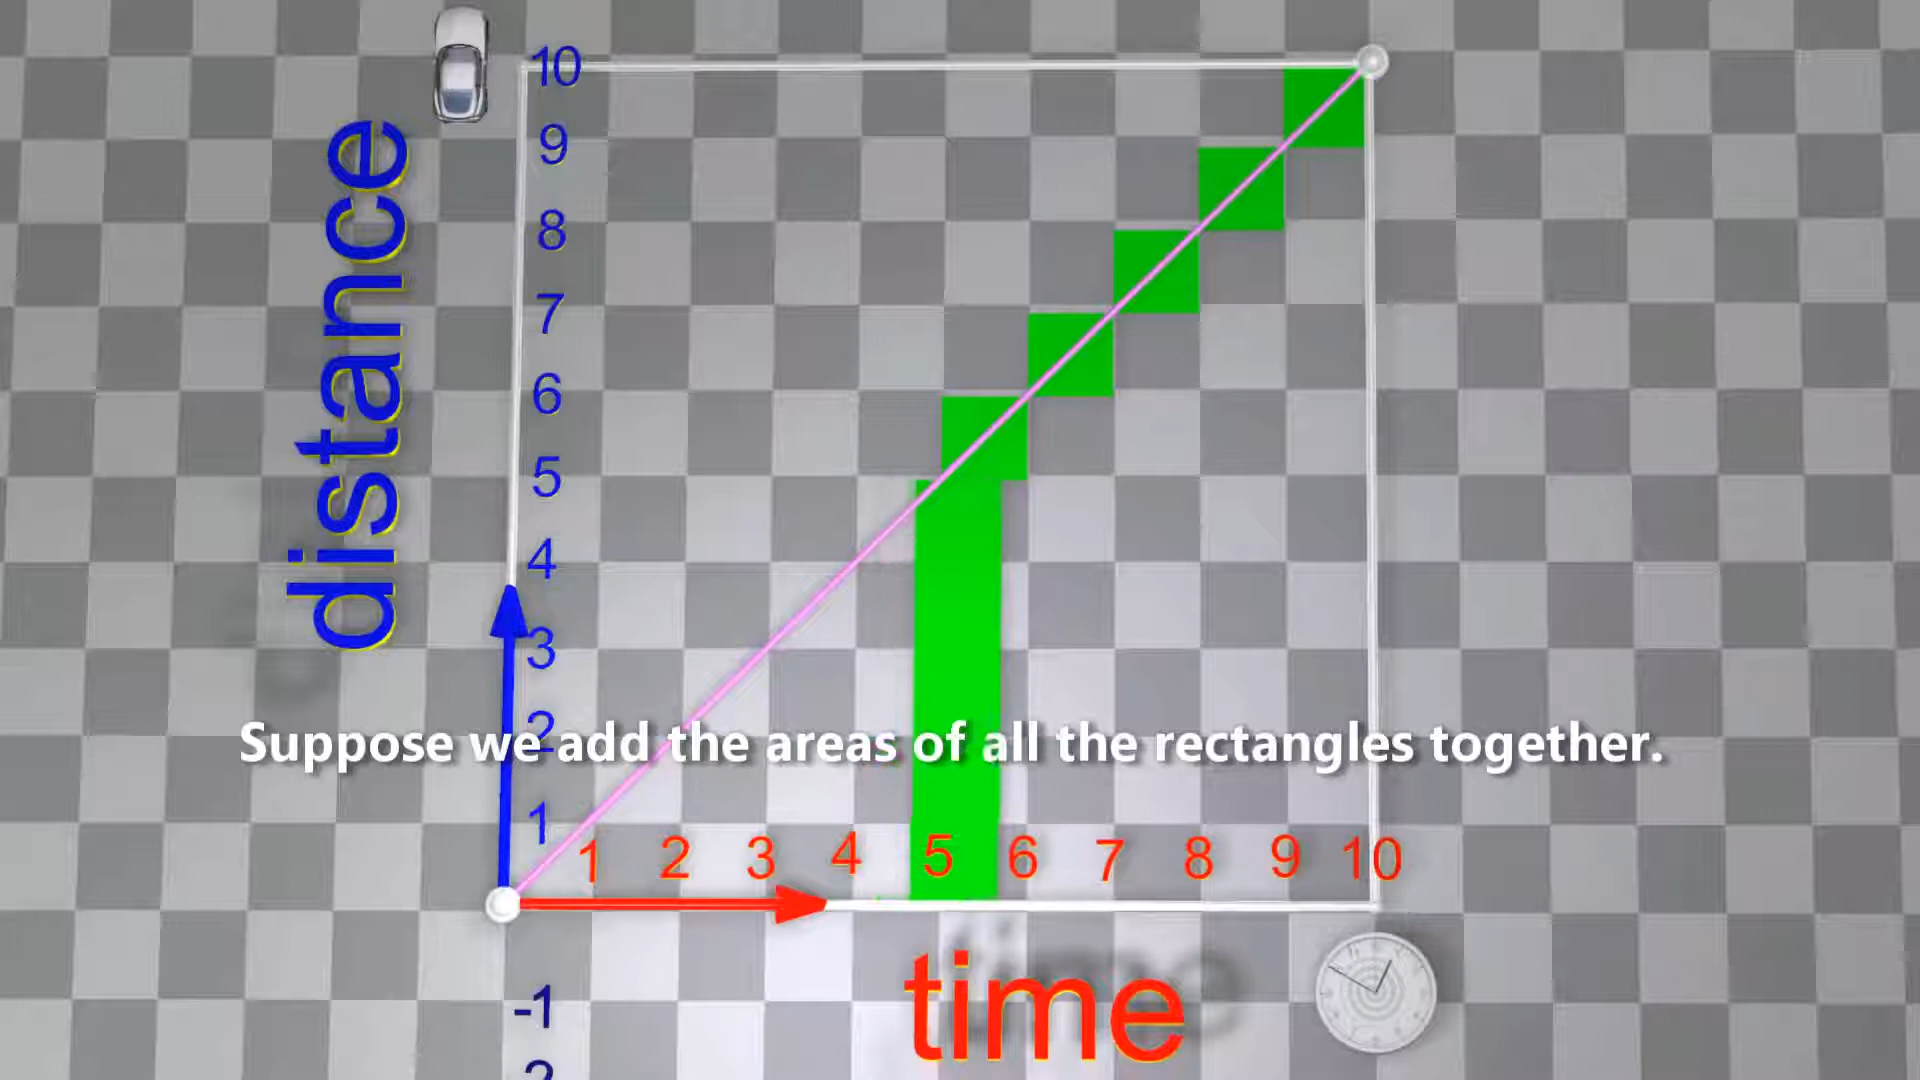 10
9
8
7
6
5
4
3
2
1
distance
Suppose we add the areas of all the rectangles together.
1 2 3 4 5 6 7 8 9 10
time
-1